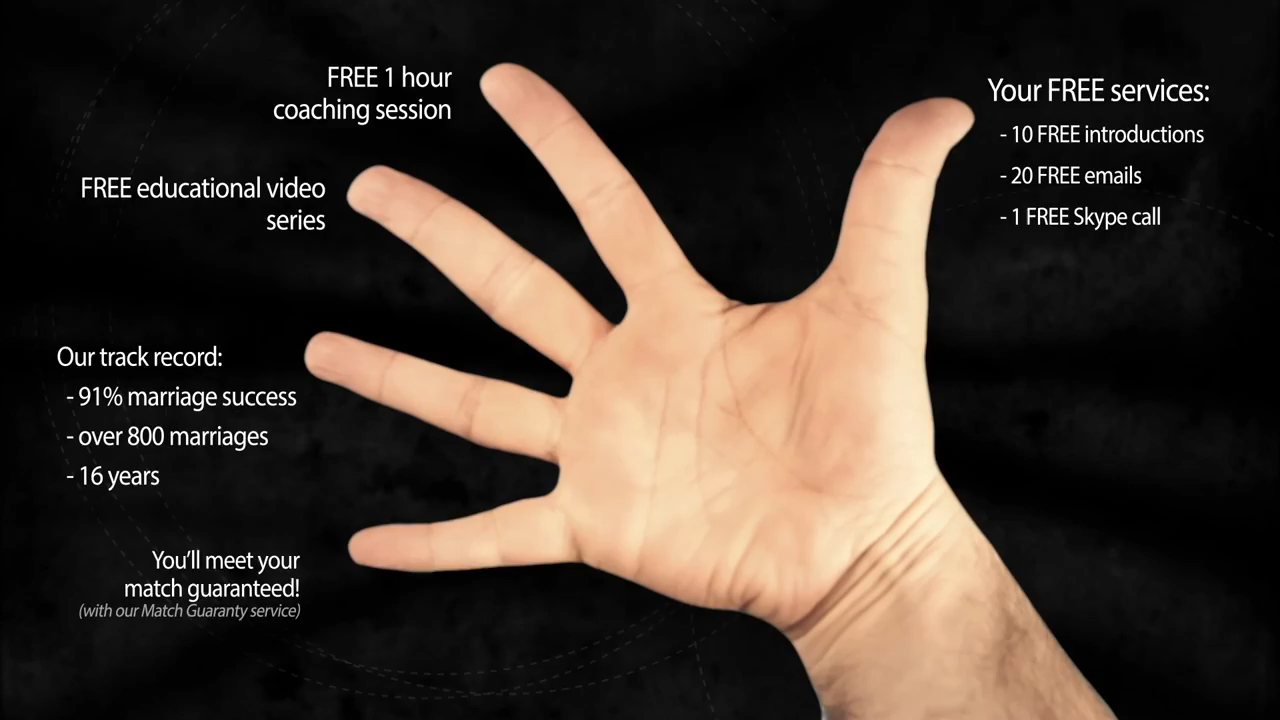 FREE 1 hour
coaching session
FREE educational video
series
Our track record:
- 91% marriage success
- over 800 marriages
- 16 years
You'll meet your
match guaranteed!
(with our Match Guaranty service)
Your FREE services:
- 10 FREE introductions
- 20 FREE emails
- 1 FREE Skype call